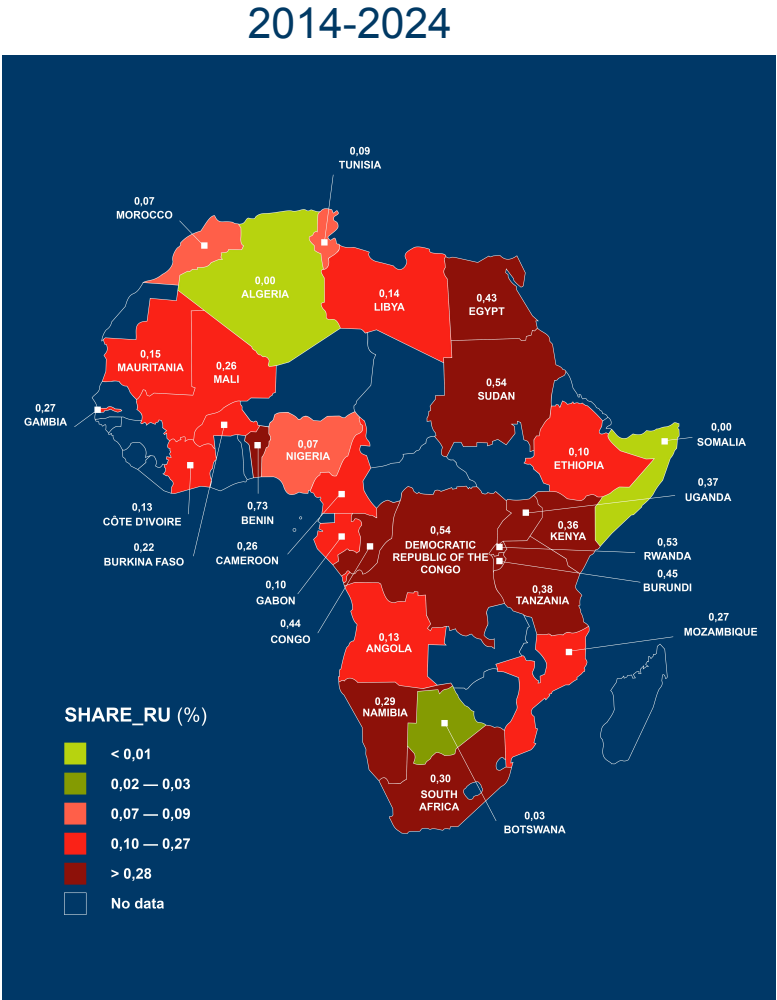 2014-2024
0,09
TUNISIA
0,07
MOROCCO
0,00
ALGERIA
0,14
LIBYA
0,43
EGYPT
0,15
MAURITANIA
0,26
MALI
0,54
SUDAN
0,27
GAMBIA
0,00
SOMALIA
0,07
NIGERIA
0,10
ETHIOPIA
0,37
UGANDA
0,13
CÔTE D'IVOIRE
0,73
BENIN
0,54
DEMOCRATIC
REPUBLIC OF THE
CONGO
0,36
KENYA
0,22
BURKINA FASO
0,26
CAMEROON
0,53
RWANDA
0,10
GABON
0,45
BURUNDI
0,38
TANZANIA
0,44
CONGO
0,13
ANGOLA
0,27
MOZAMBIQUE
0,29
NAMIBIA
0,30
SOUTH
AFRICA
0,03
BOTSWANA
SHARE_RU (%)
< 0,01
0,02 — 0,03
0,07 — 0,09
0,10 — 0,27
> 0,28
No data